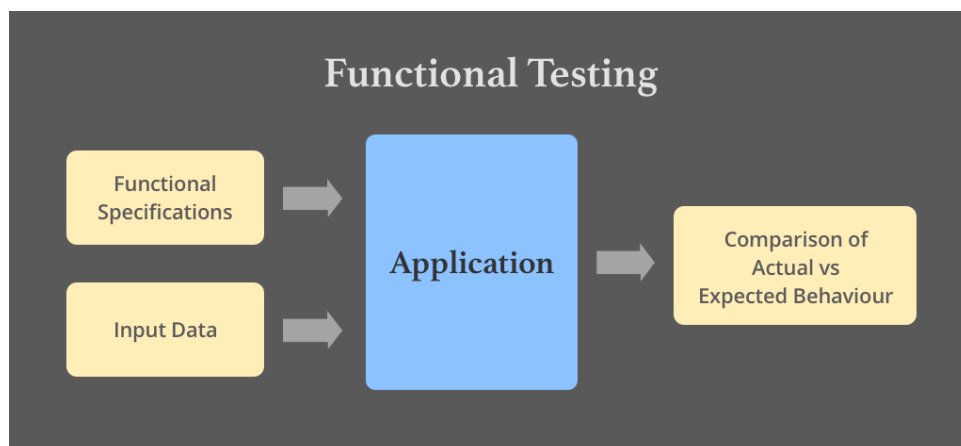 Functional Testing
Functional
Specifications
Input Data
Application
Comparison of
Actual vs
Expected Behaviour